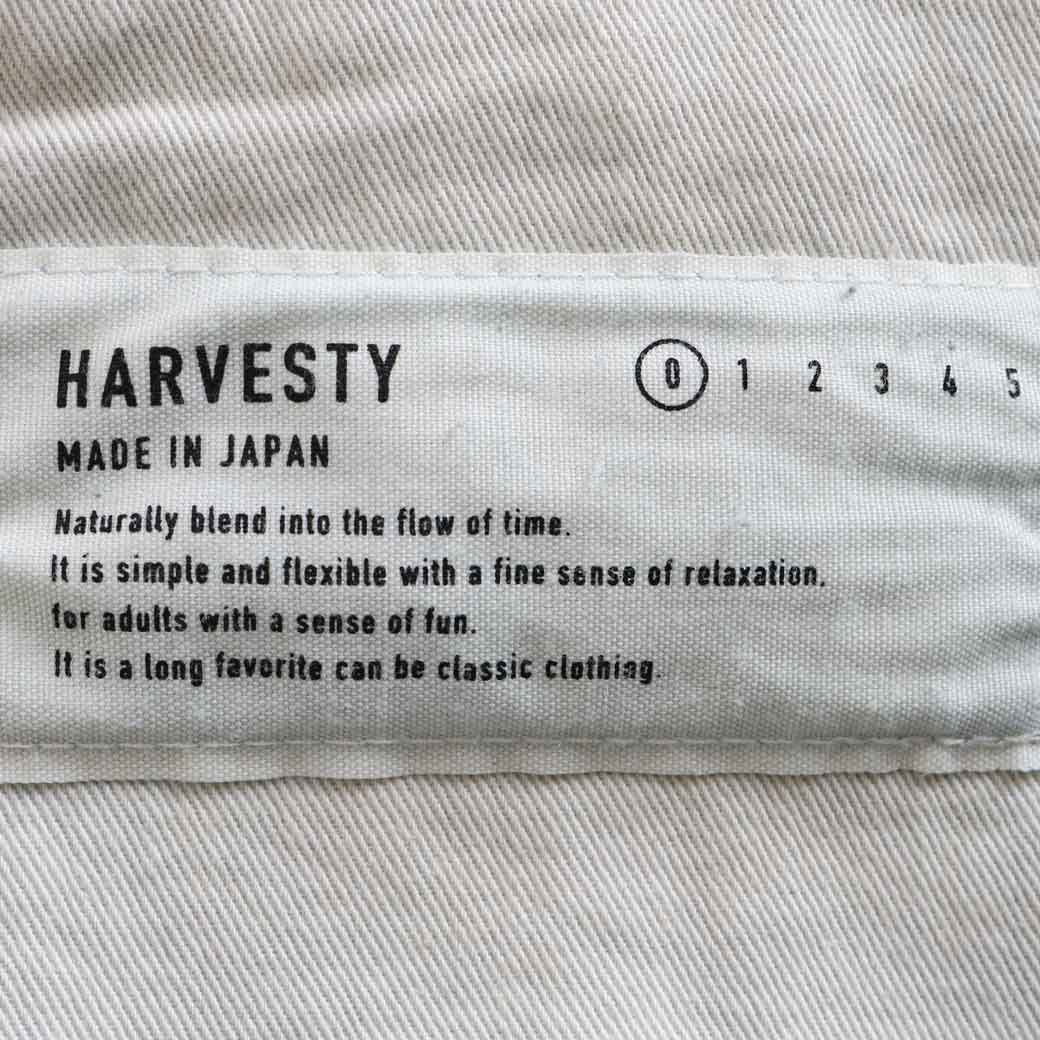 HARVESTY
0 1 2 3 4 5
MADE IN JAPAN
Naturally blend into the flow of time.
It is simple and flexible with a fine sense of relaxation.
for adults with a sense of fun.
It is a long favorite can be classic clothing.